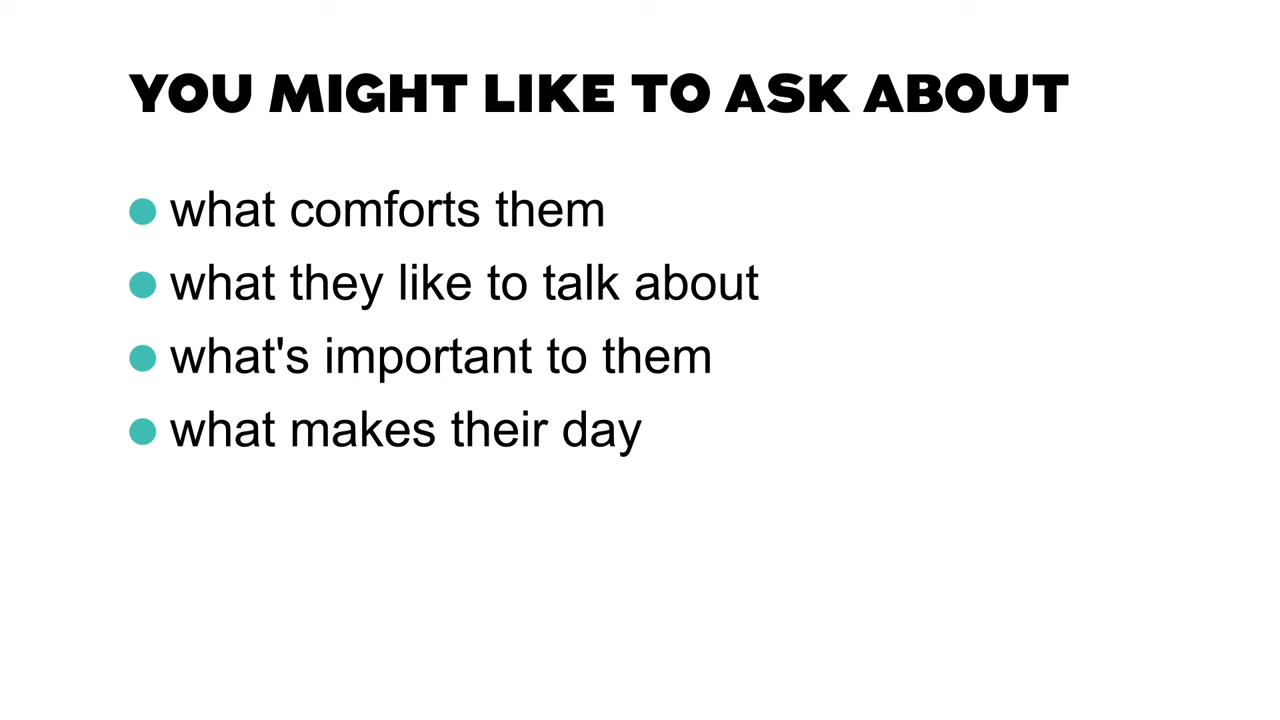 YOU MIGHT LIKE TO ASK ABOUT
what comforts them
what they like to talk about
what's important to them
what makes their day